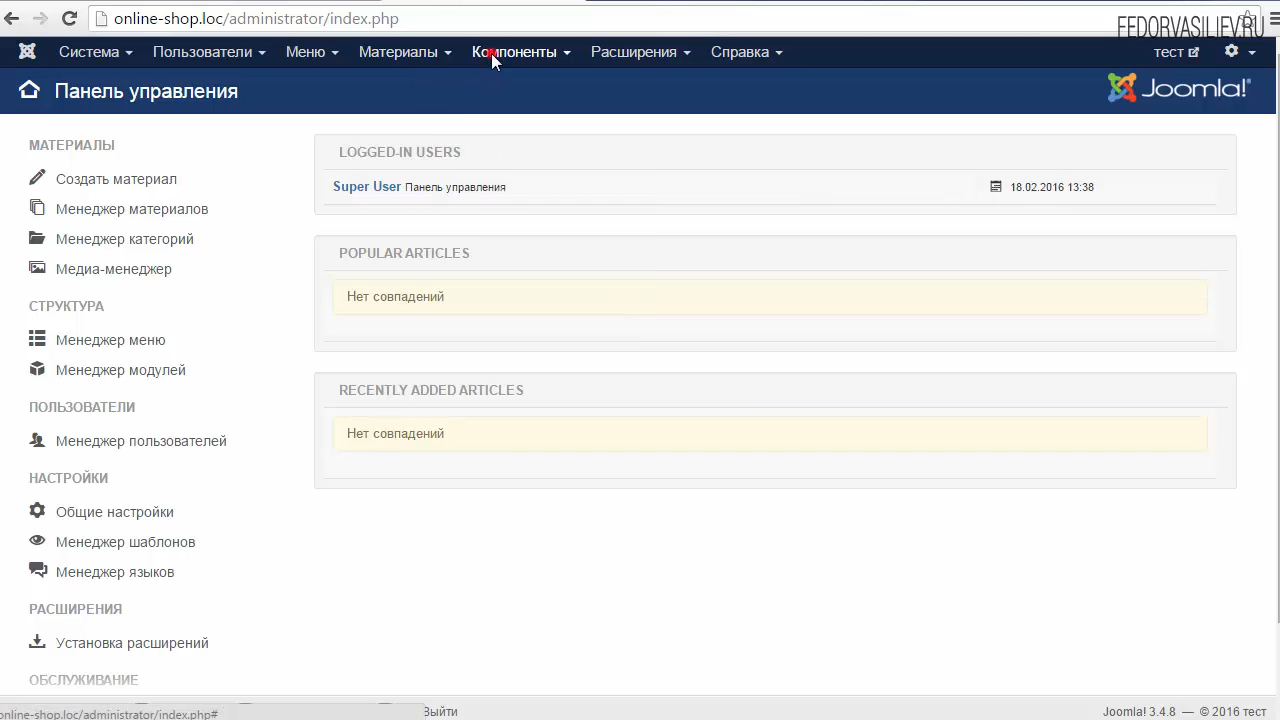 online-shop.loc/administrator/index.php
FEDORVASILIEV.RU
Система Пользователи Меню Материалы Компоненты Расширения Справка тест
Панель управления
Joomla!®
МАТЕРИАЛЫ
Создать материал
Менеджер материалов
Менеджер категорий
Медиа-менеджер
СТРУКТУРА
Менеджер меню
Менеджер модулей
ПОЛЬЗОВАТЕЛИ
Менеджер пользователей
НАСТРОЙКИ
Общие настройки
Менеджер шаблонов
Менеджер языков
РАСШИРЕНИЯ
Установка расширений
ОБСЛУЖИВАНИЕ
LOGGED-IN USERS
Super User Панель управления 18.02.2016 13:38
POPULAR ARTICLES
Нет совпадений
RECENTLY ADDED ARTICLES
Нет совпадений
online-shop.loc/administrator/index.php#
Выйти
Joomla! 3.4.8 — © 2016 тест